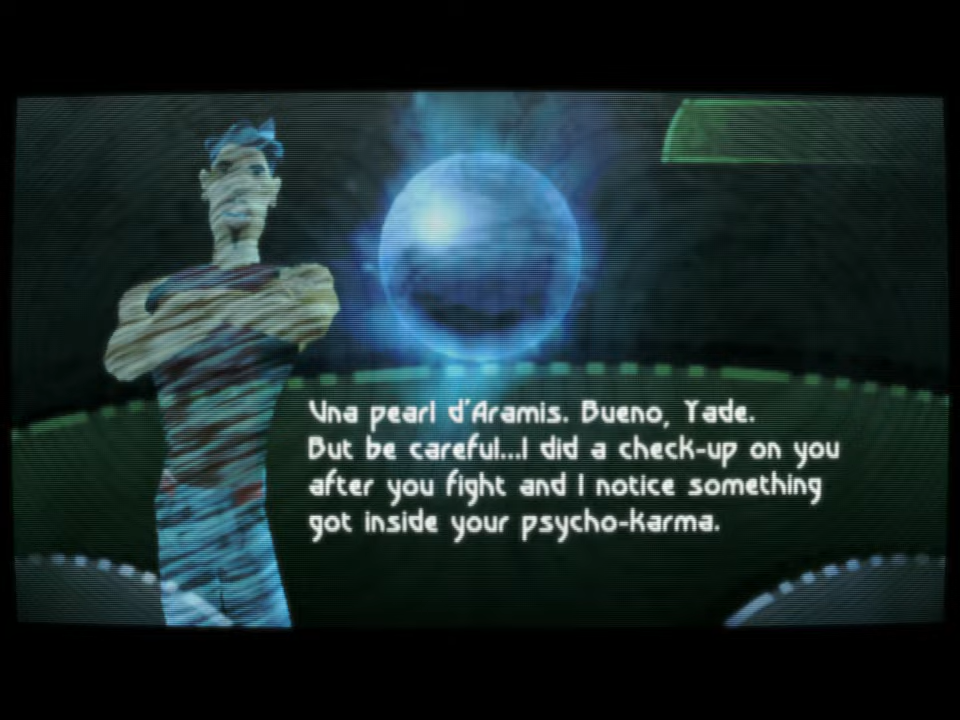 Una pearl d'Aramis. Bueno, Yade.
But be careful...I did a check-up on you
after you fight and I notice something
got inside your psycho-karma.